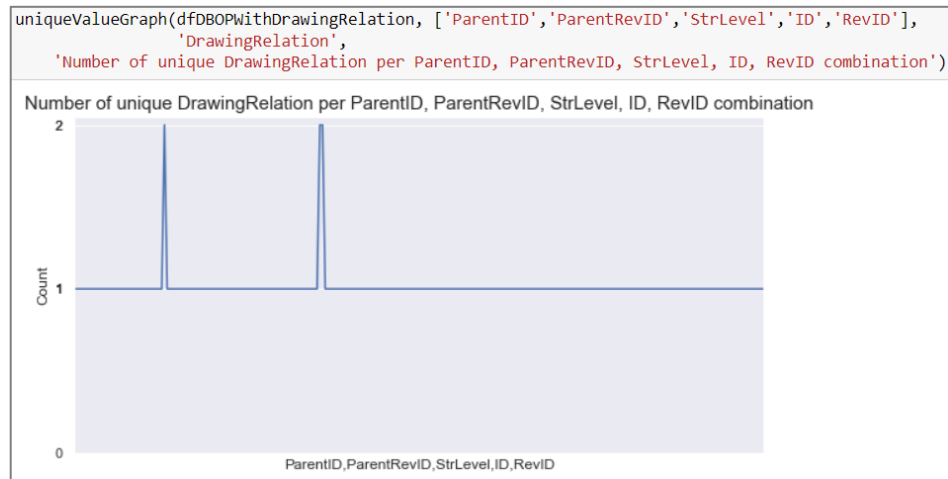 uniqueValueGraph(dfDBOPWithDrawingRelation, ['ParentID','ParentRevID','StrLevel','ID','RevID'],
'DrawingRelation',
'Number of unique DrawingRelation per ParentID, ParentRevID, StrLevel, ID, RevID combination')
Number of unique DrawingRelation per ParentID, ParentRevID, StrLevel, ID, RevID combination
2
Count
1
0
ParentID,ParentRevID,StrLevel,ID,RevID